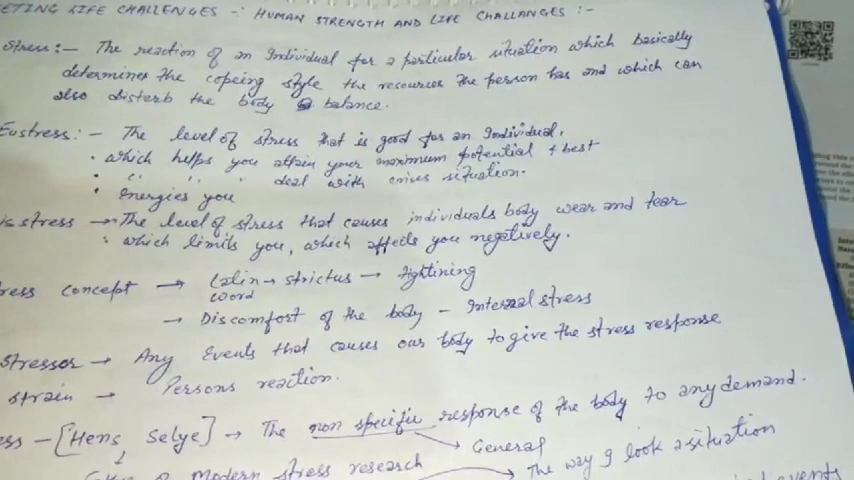 ETING LIFE CHALLENGES -: HUMAN STRENGTH AND LIFE CHALLANGES :-
Stress :- The reaction of an Individual for a particular situation which basically
determines the copeing style the resources the person has and which can
also disturb the body balance.
Eustress :- The level of stress that is good for an Individual,
• which helps you attain your maximum potential + best
• " " " deal with crises situation.
• Energies you
is stress → The level of stress that causes individuals body wear and tear
: which limits you, which affects you negatively.
ress concept → Latin → strictus → Tightining
word
→ Discomfort of the body - Internal stress
stressor → Any Events that causes our body to give the stress response
strain → Persons reaction.
ess - [Hens Selye] → The non specific response of the body to any demand.
↓ → General
of Modern stress research → The way I look a situation
events